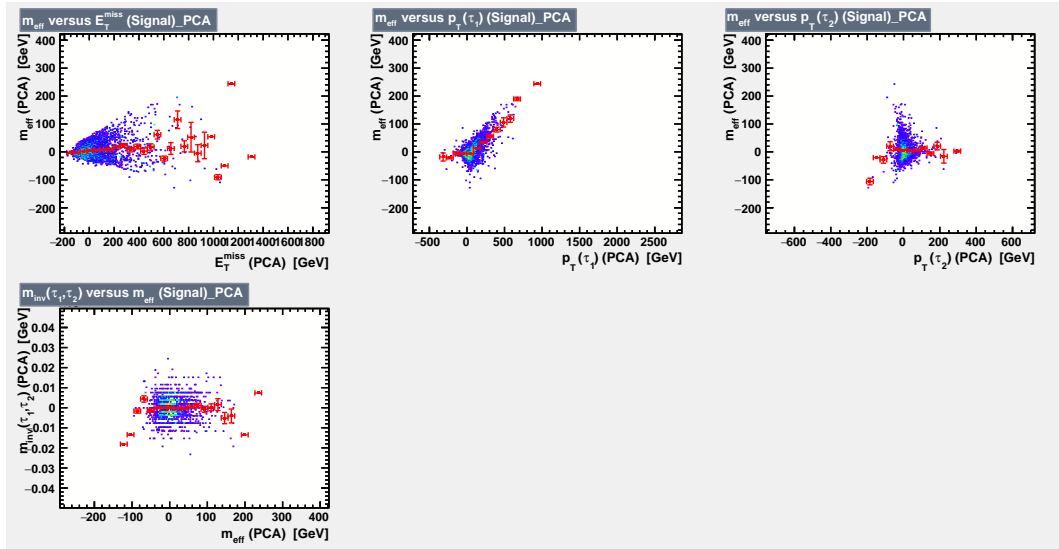 m_eff versus E_T^miss (Signal)_PCA
m_eff (PCA) [GeV]
400
300
200
100
0
−100
−200
−200 0 200 400 600 800 1000 1200 1400 1600 1800
E_T^miss (PCA) [GeV]
m_eff versus p_T(τ_1) (Signal)_PCA
m_eff (PCA) [GeV]
400
300
200
100
0
−100
−200
−500 0 500 1000 1500 2000 2500
p_T(τ_1) (PCA) [GeV]
m_eff versus p_T(τ_2) (Signal)_PCA
m_eff (PCA) [GeV]
400
300
200
100
0
−100
−200
−600 −400 −200 0 200 400 600
p_T(τ_2) (PCA) [GeV]
m_inv(τ_1,τ_2) versus m_eff (Signal)_PCA
m_inv(τ_1,τ_2) (PCA) [GeV]
0.04
0.03
0.02
0.01
0
−0.01
−0.02
−0.03
−0.04
−200 −100 0 100 200 300 400
m_eff (PCA) [GeV]